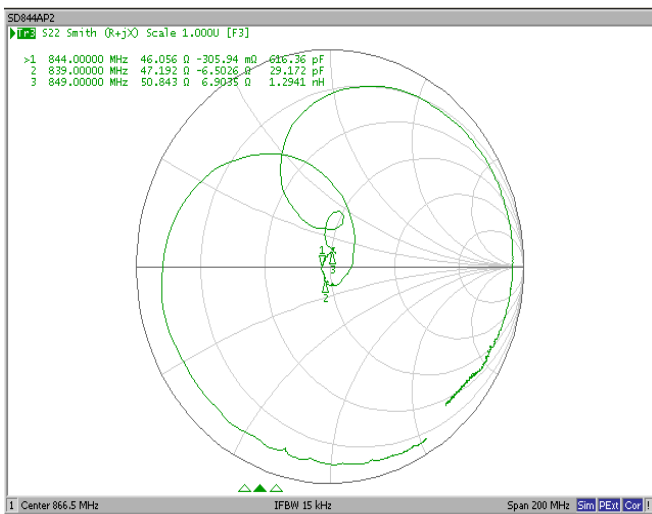 SD844AP2
Tr3 S22 Smith (R+jX) Scale 1.000U [F3]
>1 844.00000 MHz 46.056 Ω -305.94 mΩ 616.36 pF
2 839.00000 MHz 47.192 Ω -6.5026 Ω 29.172 pF
3 849.00000 MHz 50.843 Ω 6.9035 Ω 1.2941 nH
1
3
2
1 Center 866.5 MHz IFBW 15 kHz Span 200 MHz Sim PExt Cor !